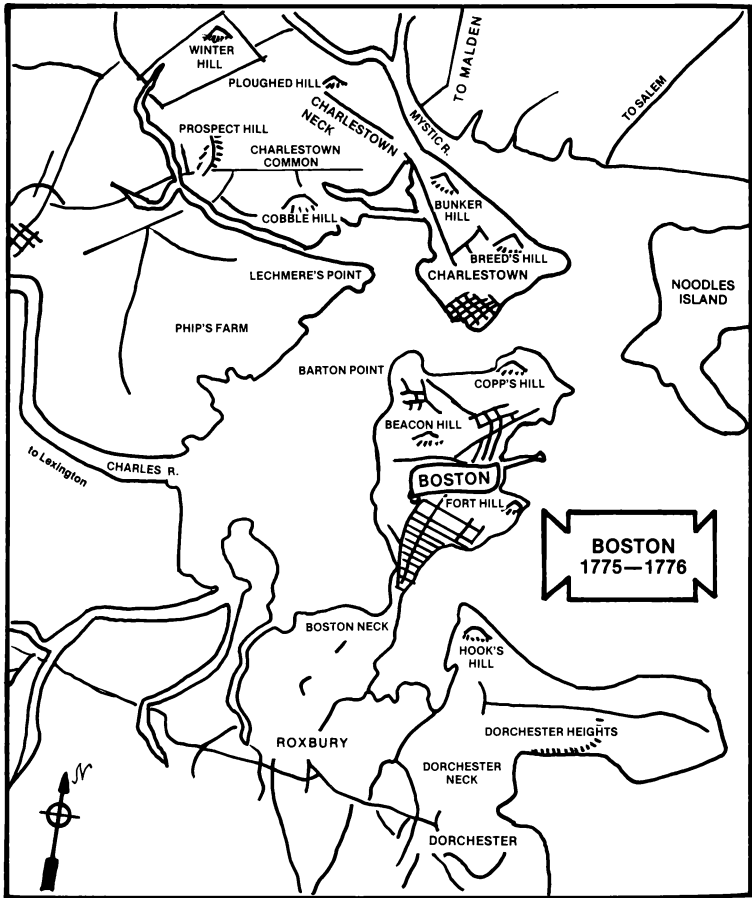 WINTER
HILL
TO MALDEN
PLOUGHED HILL
TO SALEM
CHARLESTOWN
NECK
MYSTIC R.
PROSPECT HILL
CHARLESTOWN
COMMON
BUNKER
HILL
COBBLE HILL
BREED'S HILL
LECHMERE'S POINT
CHARLESTOWN
NOODLES
ISLAND
PHIP'S FARM
BARTON POINT
COPP'S HILL
BEACON HILL
to Lexington
CHARLES R.
BOSTON
FORT HILL
BOSTON
1775—1776
BOSTON NECK
HOOK'S
HILL
DORCHESTER HEIGHTS
ROXBURY
DORCHESTER
NECK
N
DORCHESTER